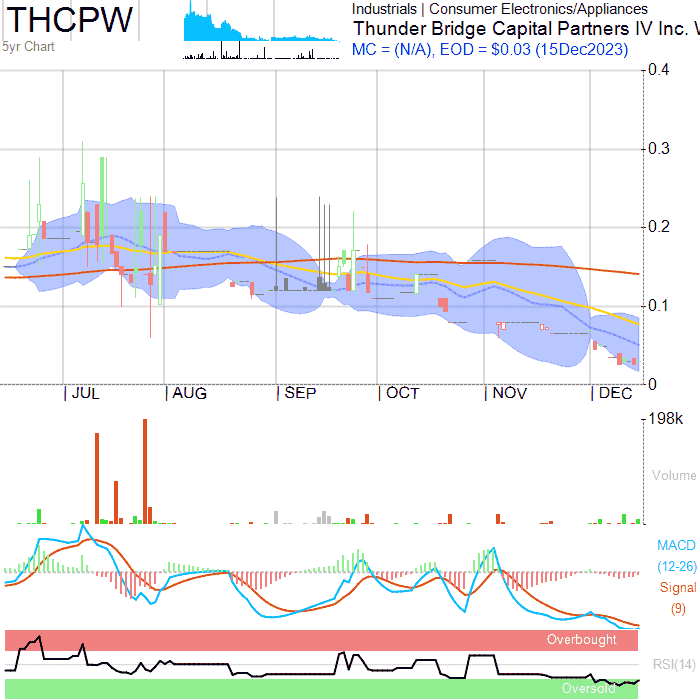 THCPW
5yr Chart
Industrials | Consumer Electronics/Appliances
Thunder Bridge Capital Partners IV Inc.
MC = (N/A), EOD = $0.03 (15Dec2023)
0.4
0.3
0.2
0.1
0
JUL AUG SEP OCT NOV DEC
198k
Volume
MACD
(12-26)
Signal
(9)
Overbought
RSI(14)
Oversold